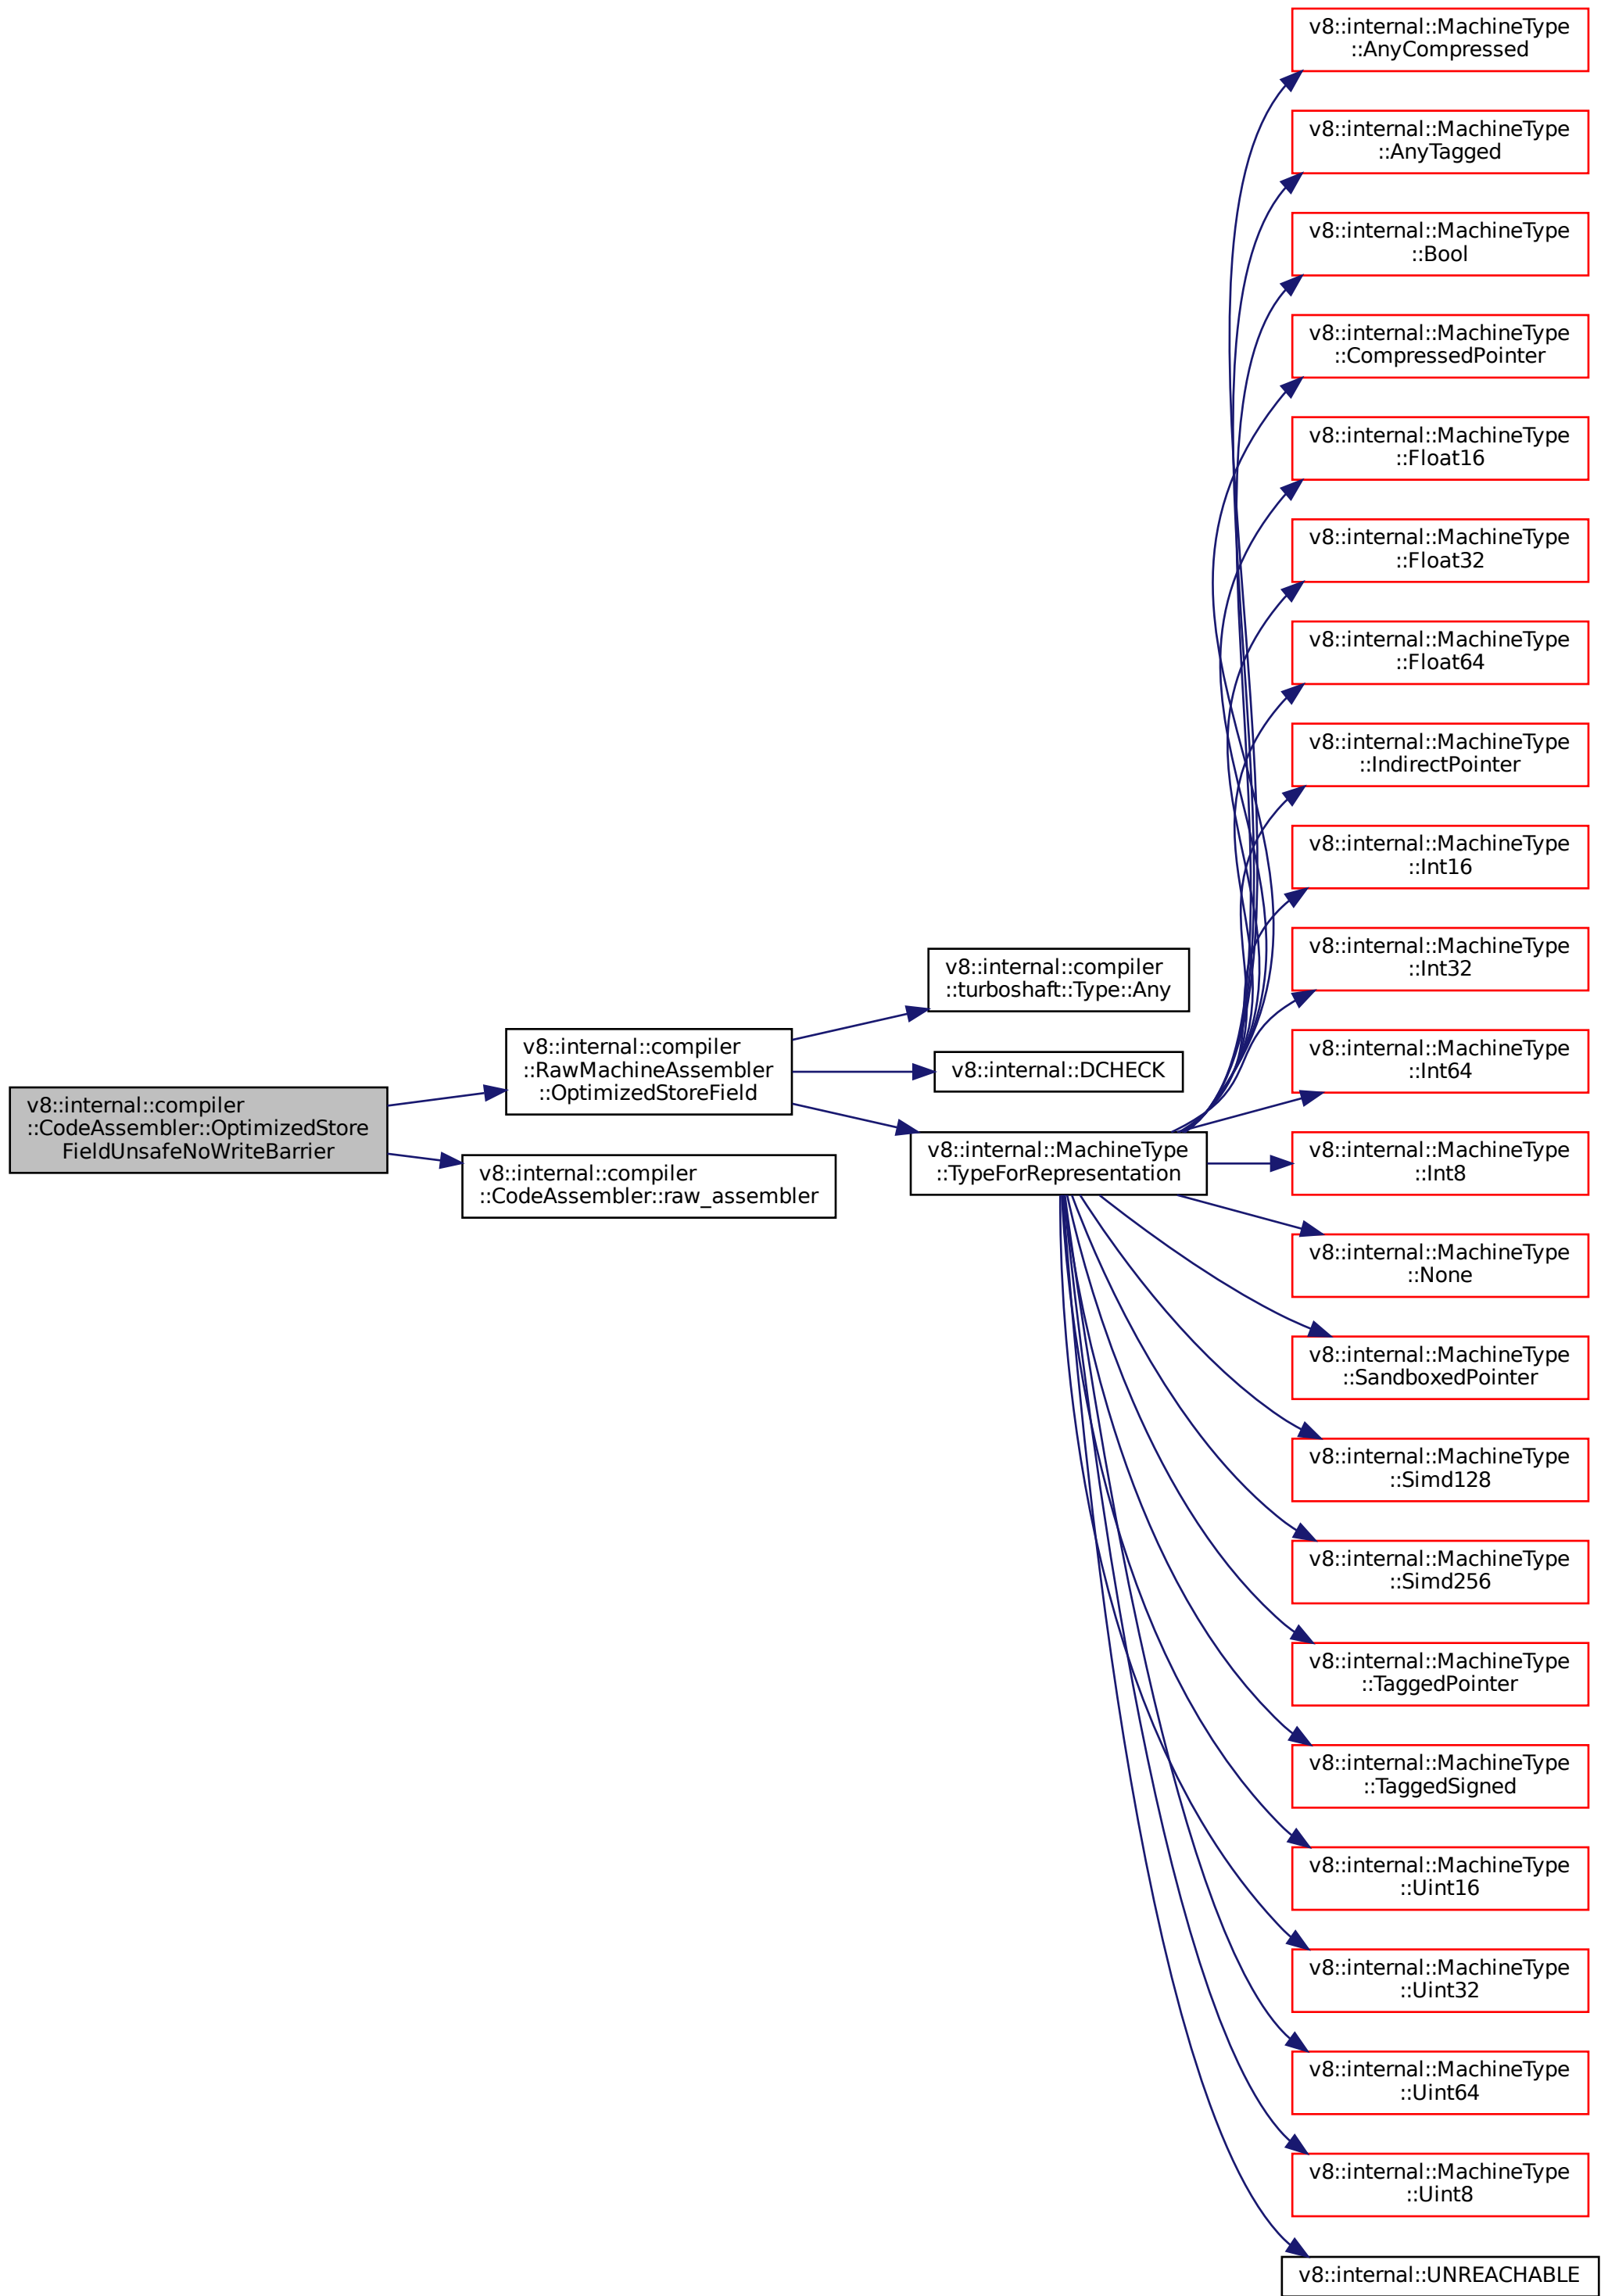 v8::internal::MachineType
::AnyCompressed
v8::internal::MachineType
::AnyTagged
v8::internal::MachineType
::Bool
v8::internal::MachineType
::CompressedPointer
v8::internal::MachineType
::Float16
v8::internal::MachineType
::Float32
v8::internal::MachineType
::Float64
v8::internal::MachineType
::IndirectPointer
v8::internal::MachineType
::Int16
v8::internal::MachineType
::Int32
v8::internal::compiler
::turboshaft::Type::Any
v8::internal::compiler
::RawMachineAssembler
::OptimizedStoreField
v8::internal::DCHECK
v8::internal::MachineType
::Int64
v8::internal::compiler
::CodeAssembler::OptimizedStore
FieldUnsafeNoWriteBarrier
v8::internal::MachineType
::TypeForRepresentation
v8::internal::MachineType
::Int8
v8::internal::compiler
::CodeAssembler::raw_assembler
v8::internal::MachineType
::None
v8::internal::MachineType
::SandboxedPointer
v8::internal::MachineType
::Simd128
v8::internal::MachineType
::Simd256
v8::internal::MachineType
::TaggedPointer
v8::internal::MachineType
::TaggedSigned
v8::internal::MachineType
::Uint16
v8::internal::MachineType
::Uint32
v8::internal::MachineType
::Uint64
v8::internal::MachineType
::Uint8
v8::internal::UNREACHABLE